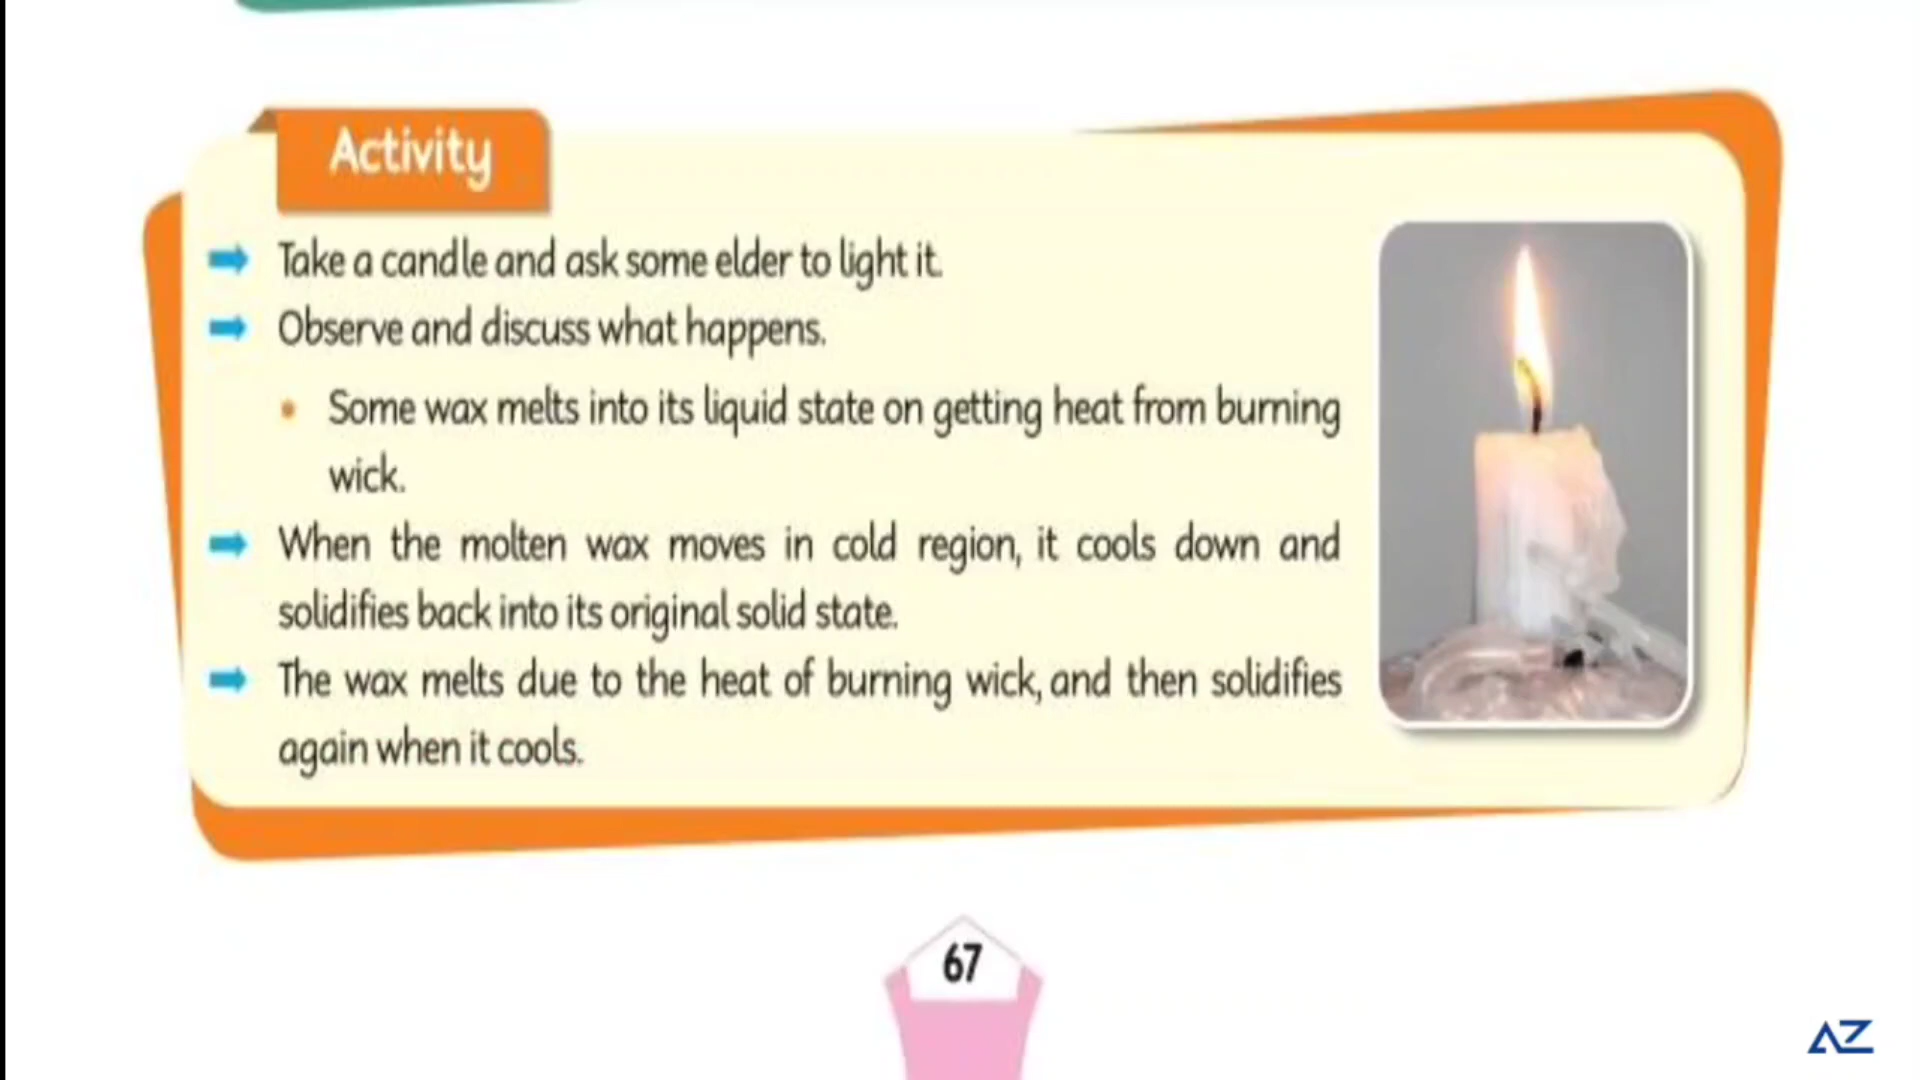 Activity
Take a candle and ask some elder to light it.
Observe and discuss what happens.
Some wax melts into its liquid state on getting heat from burning
wick.
When the molten wax moves in cold region, it cools down and
solidifies back into its original solid state.
The wax melts due to the heat of burning wick, and then solidifies
again when it cools.
67
AZ